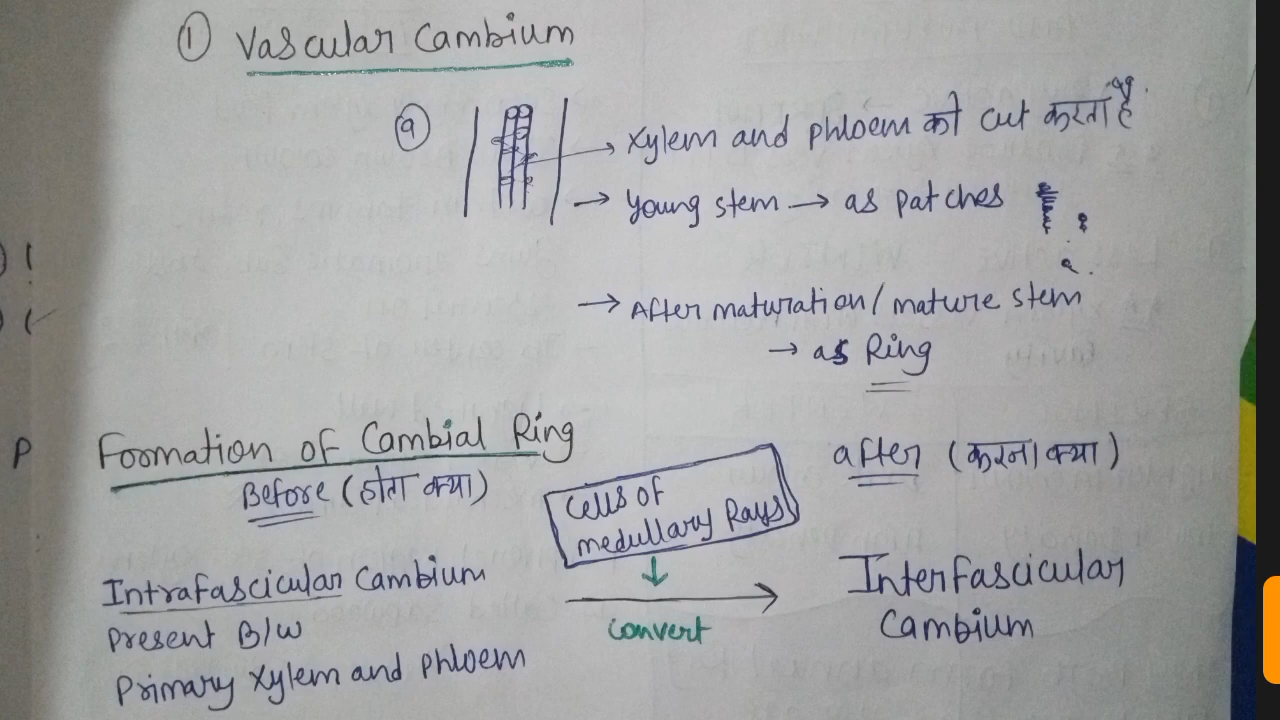 ① Vascular Cambium
ⓐ
→ Xylem and phloem को cut करता है
→ young stem → as patches
→ After maturation / mature stem
→ as Ring
P
Formation of Cambial Ring
Before (होता क्या)
Cells of
medullary Rays
after (करना क्या)
Intrafascicular Cambium
Present B/w
Primary Xylem and phloem
convert
Interfascicular
Cambium